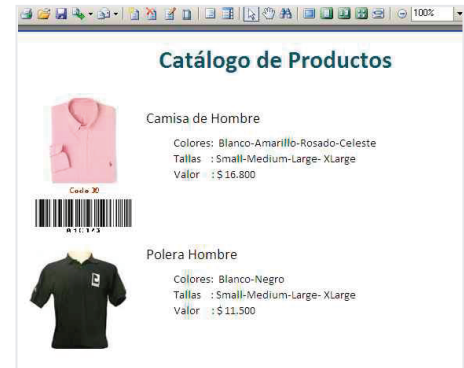 100%
Catálogo de Productos
Camisa de Hombre
Colores: Blanco-Amarillo-Rosado-Celeste
Tallas : Small-Medium-Large- XLarge
Valor : $ 16.800
Code 39
Polera Hombre
Colores: Blanco-Negro
Tallas : Small-Medium-Large- XLarge
Valor : $ 11.500